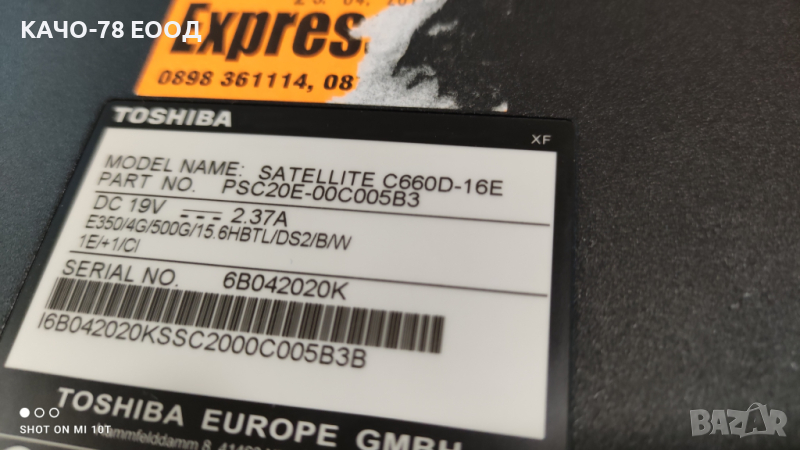 КАЧО-78 ЕООД
Expres
0898 361114, 08
TOSHIBA
XF
MODEL NAME: SATELLITE C660D-16E
PART NO. PSC20E-00C005B3
DC 19V 2.37A
E350/4G/500G/15.6HBTL/DS2/B/W
1E/+1/CI
SERIAL NO. 6B042020K
I6B042020KSSC2000C005B3B
TOSHIBA EUROPE GMBH
SHOT ON MI 10T
BAZAR